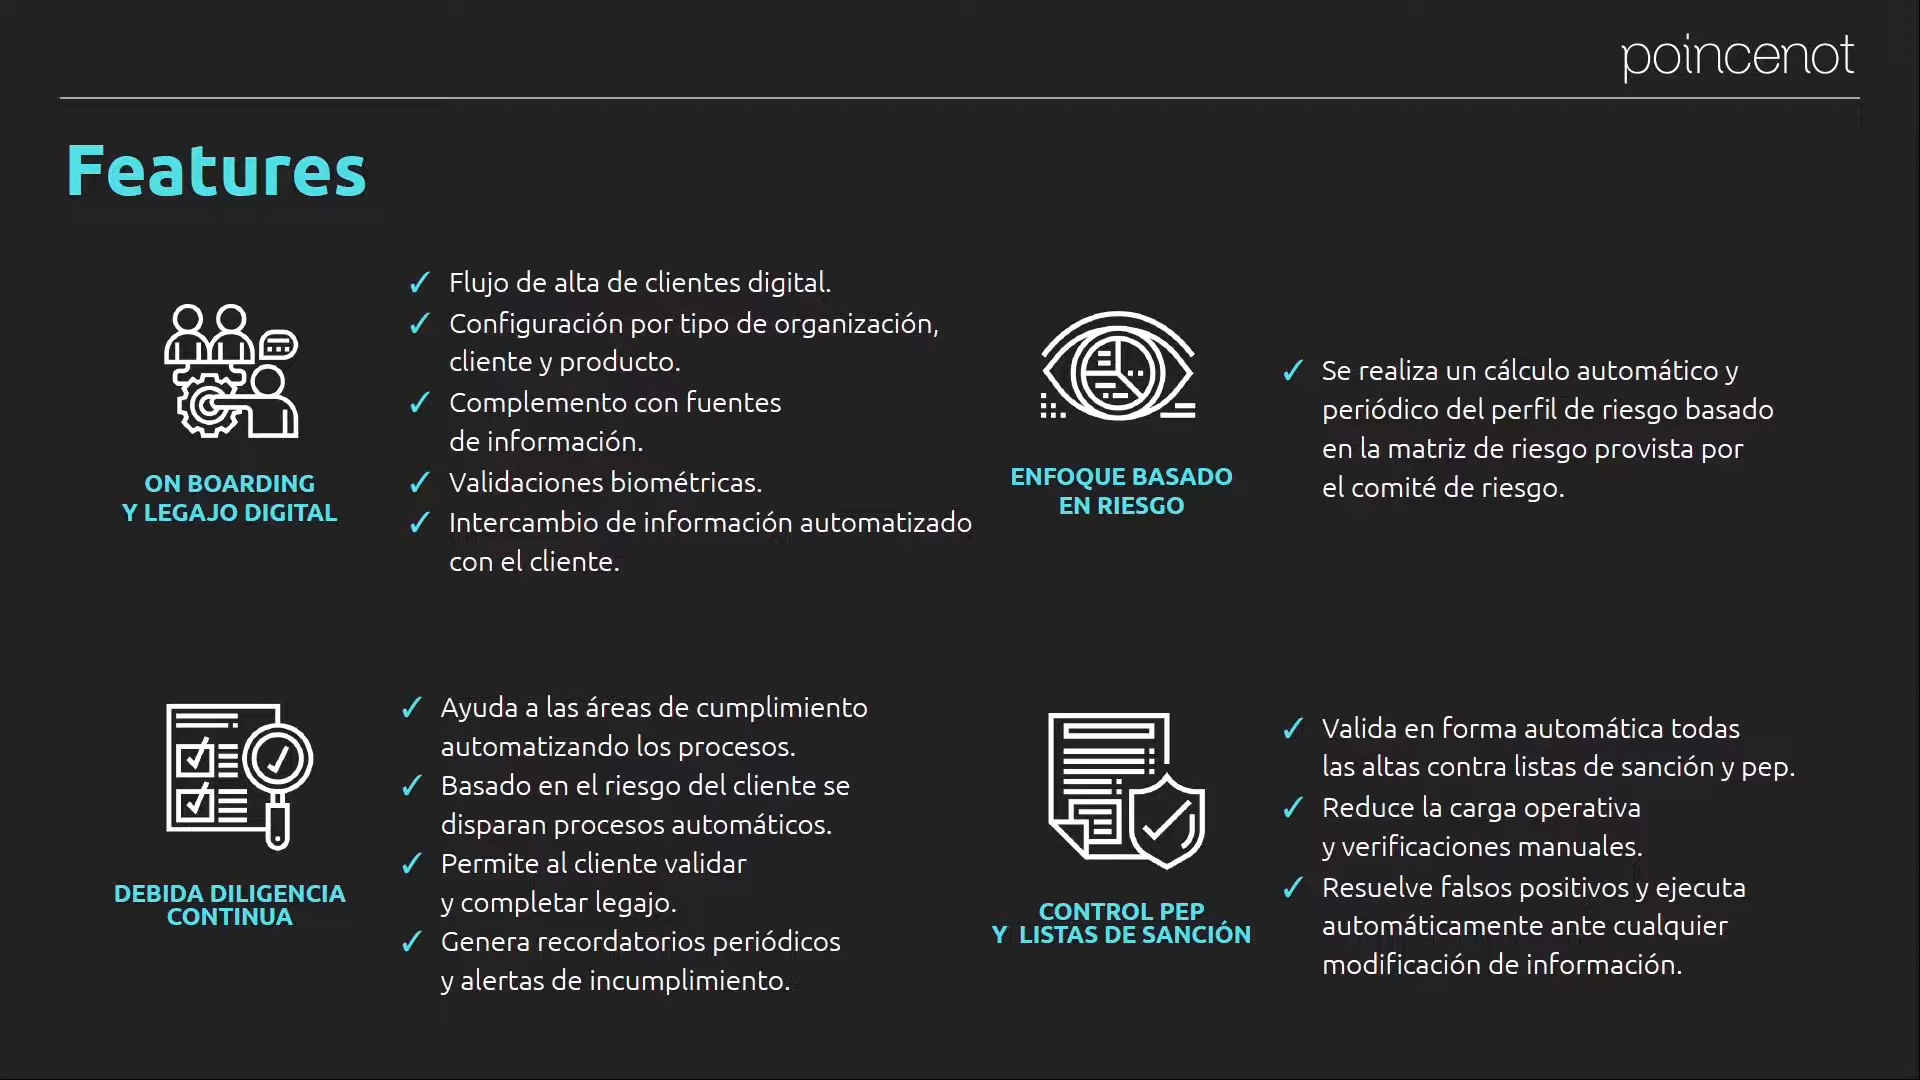 poincenot
Features
ON BOARDING
Y LEGAJO DIGITAL
✓ Flujo de alta de clientes digital.
✓ Configuración por tipo de organización,
cliente y producto.
✓ Complemento con fuentes
de información.
✓ Validaciones biométricas.
✓ Intercambio de información automatizado
con el cliente.
ENFOQUE BASADO
EN RIESGO
✓ Se realiza un cálculo automático y
periódico del perfil de riesgo basado
en la matriz de riesgo provista por
el comité de riesgo.
DEBIDA DILIGENCIA
CONTINUA
✓ Ayuda a las áreas de cumplimiento
automatizando los procesos.
✓ Basado en el riesgo del cliente se
disparan procesos automáticos.
✓ Permite al cliente validar
y completar legajo.
✓ Genera recordatorios periódicos
y alertas de incumplimiento.
CONTROL PEP
Y LISTAS DE SANCIÓN
✓ Valida en forma automática todas
las altas contra listas de sanción y pep.
✓ Reduce la carga operativa
y verificaciones manuales.
✓ Resuelve falsos positivos y ejecuta
automáticamente ante cualquier
modificación de información.